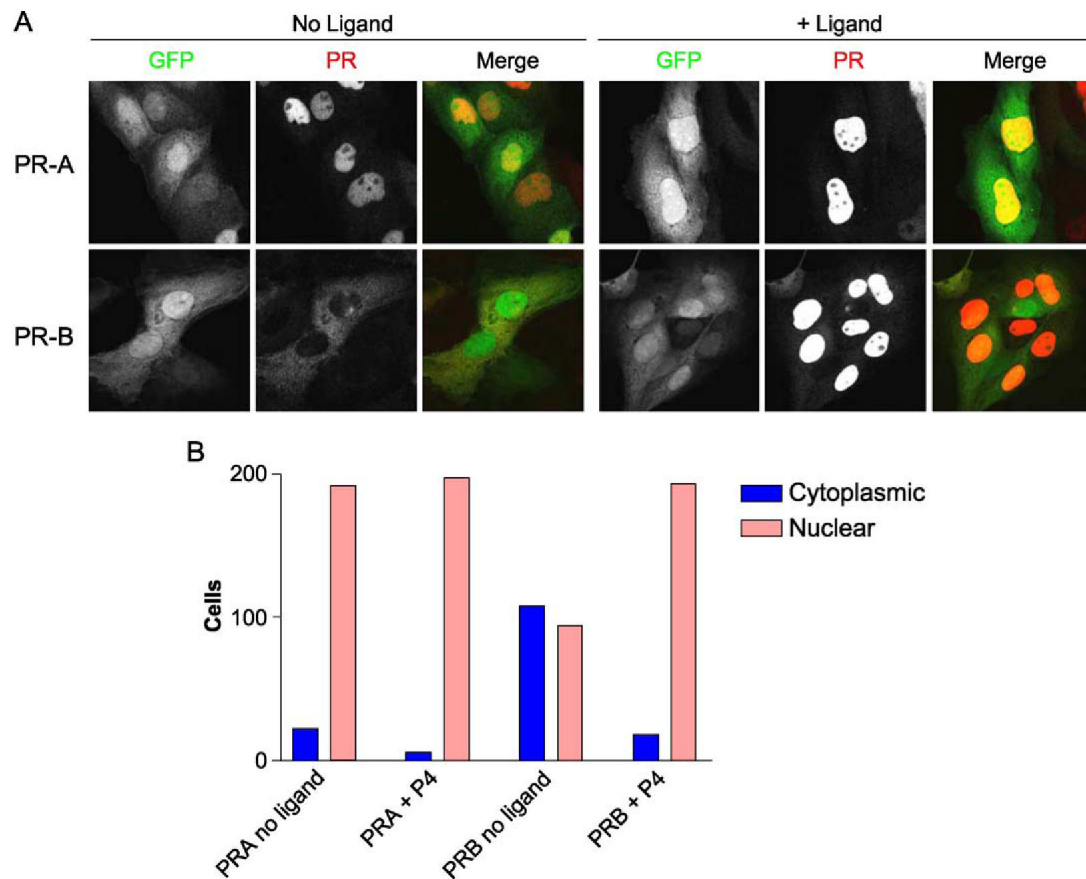 A
No Ligand
+ Ligand
GFP PR Merge GFP PR Merge
PR-A
PR-B
B
200
100
0
Cells
Cytoplasmic
Nuclear
PRA no ligand
PRA + P4
PRB no ligand
PRB + P4